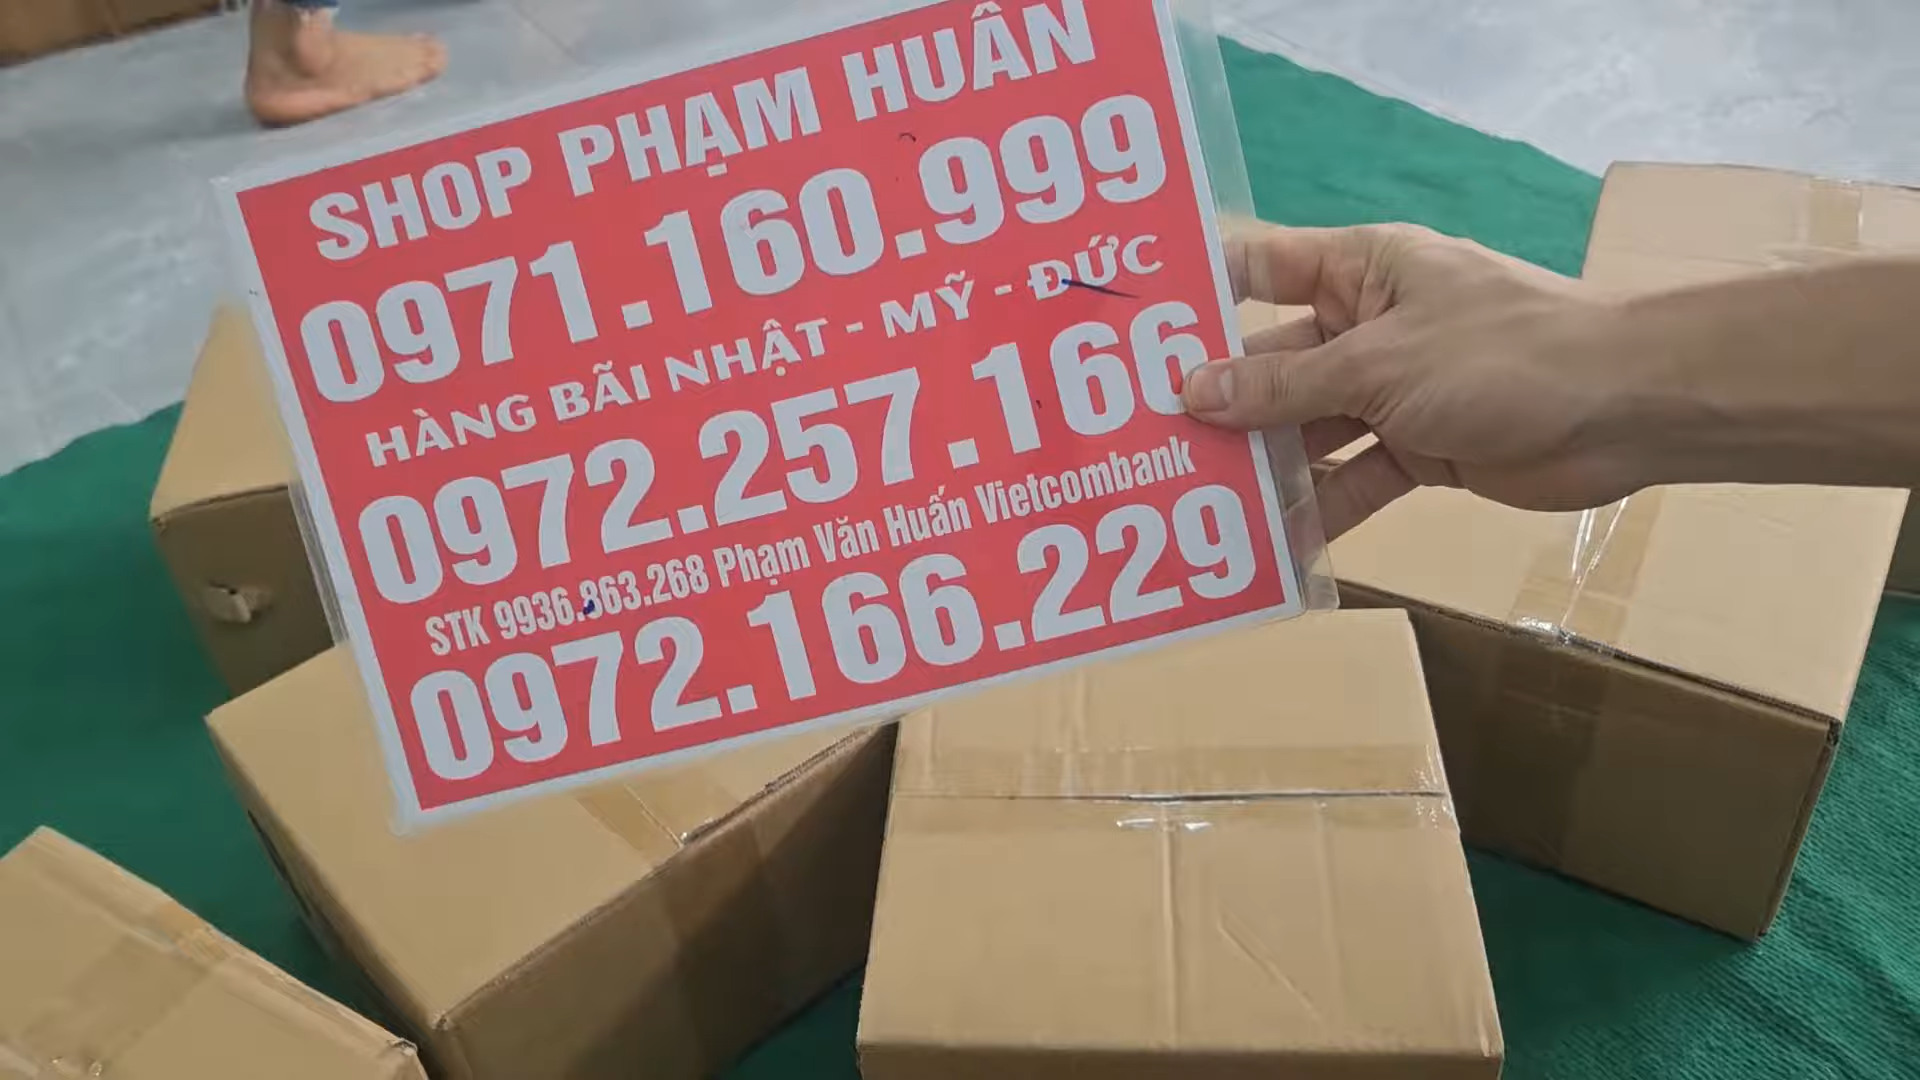 SHOP PHẠM HUÂN
0971.160.999
HÀNG BÃI NHẬT - MỸ - ĐỨC
0972.257.166
STK 9936.863.268 Phạm Văn Huấn Vietcombank
0972.166.229